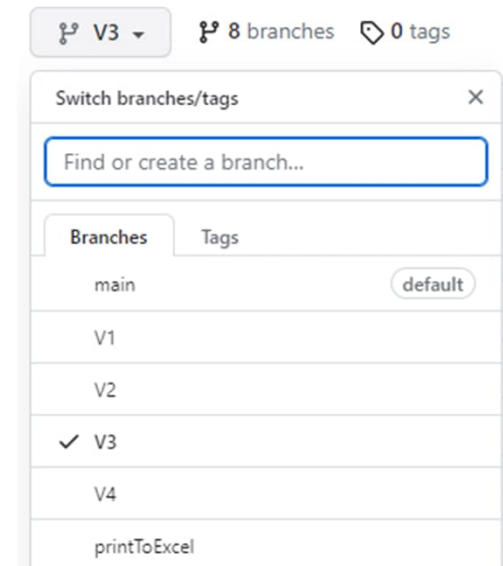 V3 8 branches 0 tags
Switch branches/tags
Find or create a branch...
Branches Tags
main default
V1
V2
V3
V4
printToExcel